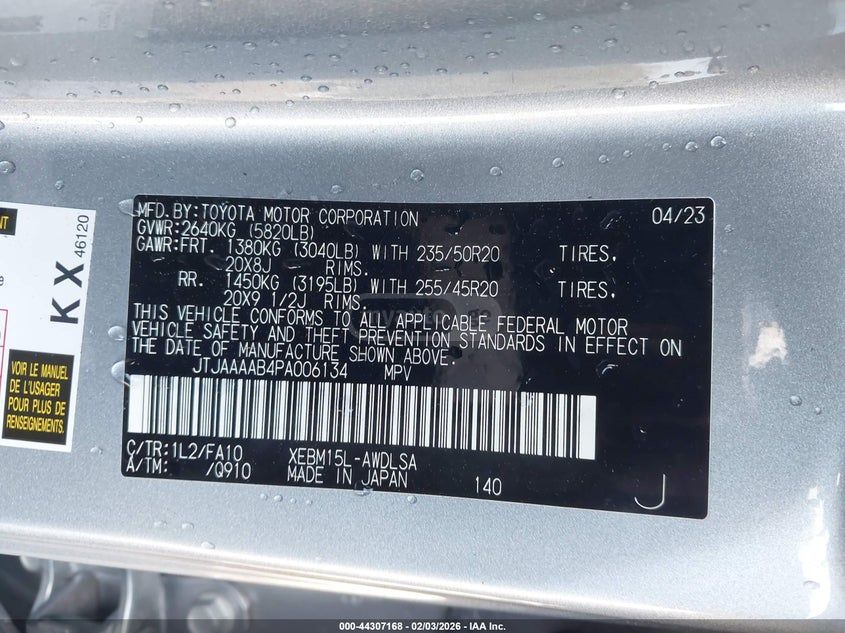 NT
KX 46120
e
VOIR LE MANUEL
DE L'USAGER
POUR PLUS DE
RENSEIGNEMENTS.
MFD.BY:TOYOTA MOTOR CORPORATION 04/23
GVWR:2640KG (5820LB)
GAWR:FRT. 1380KG (3040LB) WITH 235/50R20 TIRES,
20X8J RIMS.
RR. 1450KG (3195LB) WITH 255/45R20 TIRES,
20X9 1/2J RIMS.
THIS VEHICLE CONFORMS TO ALL APPLICABLE FEDERAL MOTOR
VEHICLE SAFETY AND THEFT PREVENTION STANDARDS IN EFFECT ON
THE DATE OF MANUFACTURE SHOWN ABOVE.
JTJAAAAB4PA006134 MPV
C/TR:1L2/FA10 XEBM15L-AWDLSA
A/TM: /Q910 MADE IN JAPAN 140 J
000-44307168 - 02/03/2026 - IAA Inc.